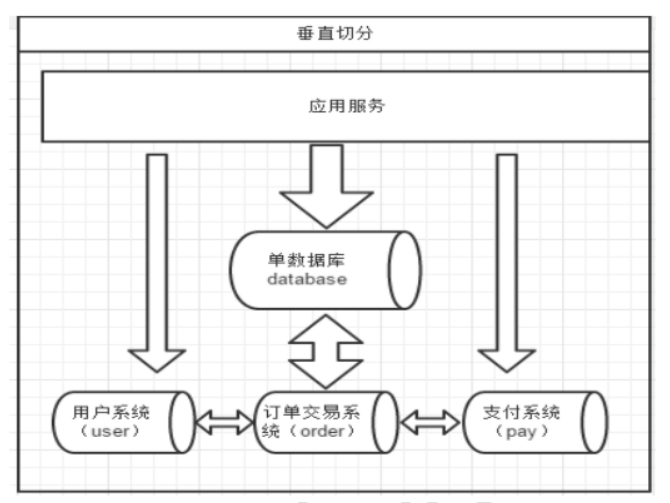 垂直切分
应用服务
单数据库
database
用户系统
（user）
订单交易系
统（order）
支付系统
（pay）